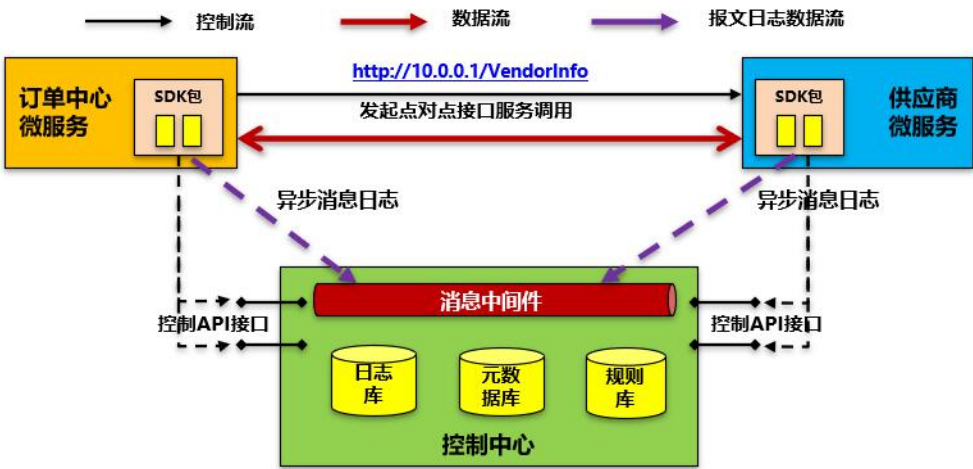 控制流
数据流
报文日志数据流
http://10.0.0.1/VendorInfo
订单中心
微服务
SDK包
发起点对点接口服务调用
SDK包
供应商
微服务
异步消息日志
异步消息日志
消息中间件
控制API接口
控制API接口
日志
库
元数
据库
规则
库
控制中心